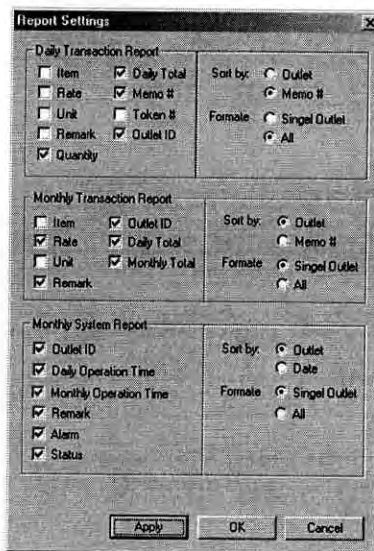 Report Settings
Daily Transaction Report
Item
Daily Total
Rate
Memo #
Unit
Token #
Remark
Outlet ID
Quantity
Sort by:
Outlet
Memo #
Formate
Singel Outlet
All
Monthly Transaction Report
Item
Outlet ID
Rate
Daily Total
Unit
Monthly Total
Remark
Sort by:
Outlet
Memo #
Formate
Singel Outlet
All
Monthly System Report
Outlet ID
Daily Operation Time
Monthly Operation Time
Remark
Alarm
Status
Sort by:
Outlet
Date
Formate
Singel Outlet
All
Apply
OK
Cancel